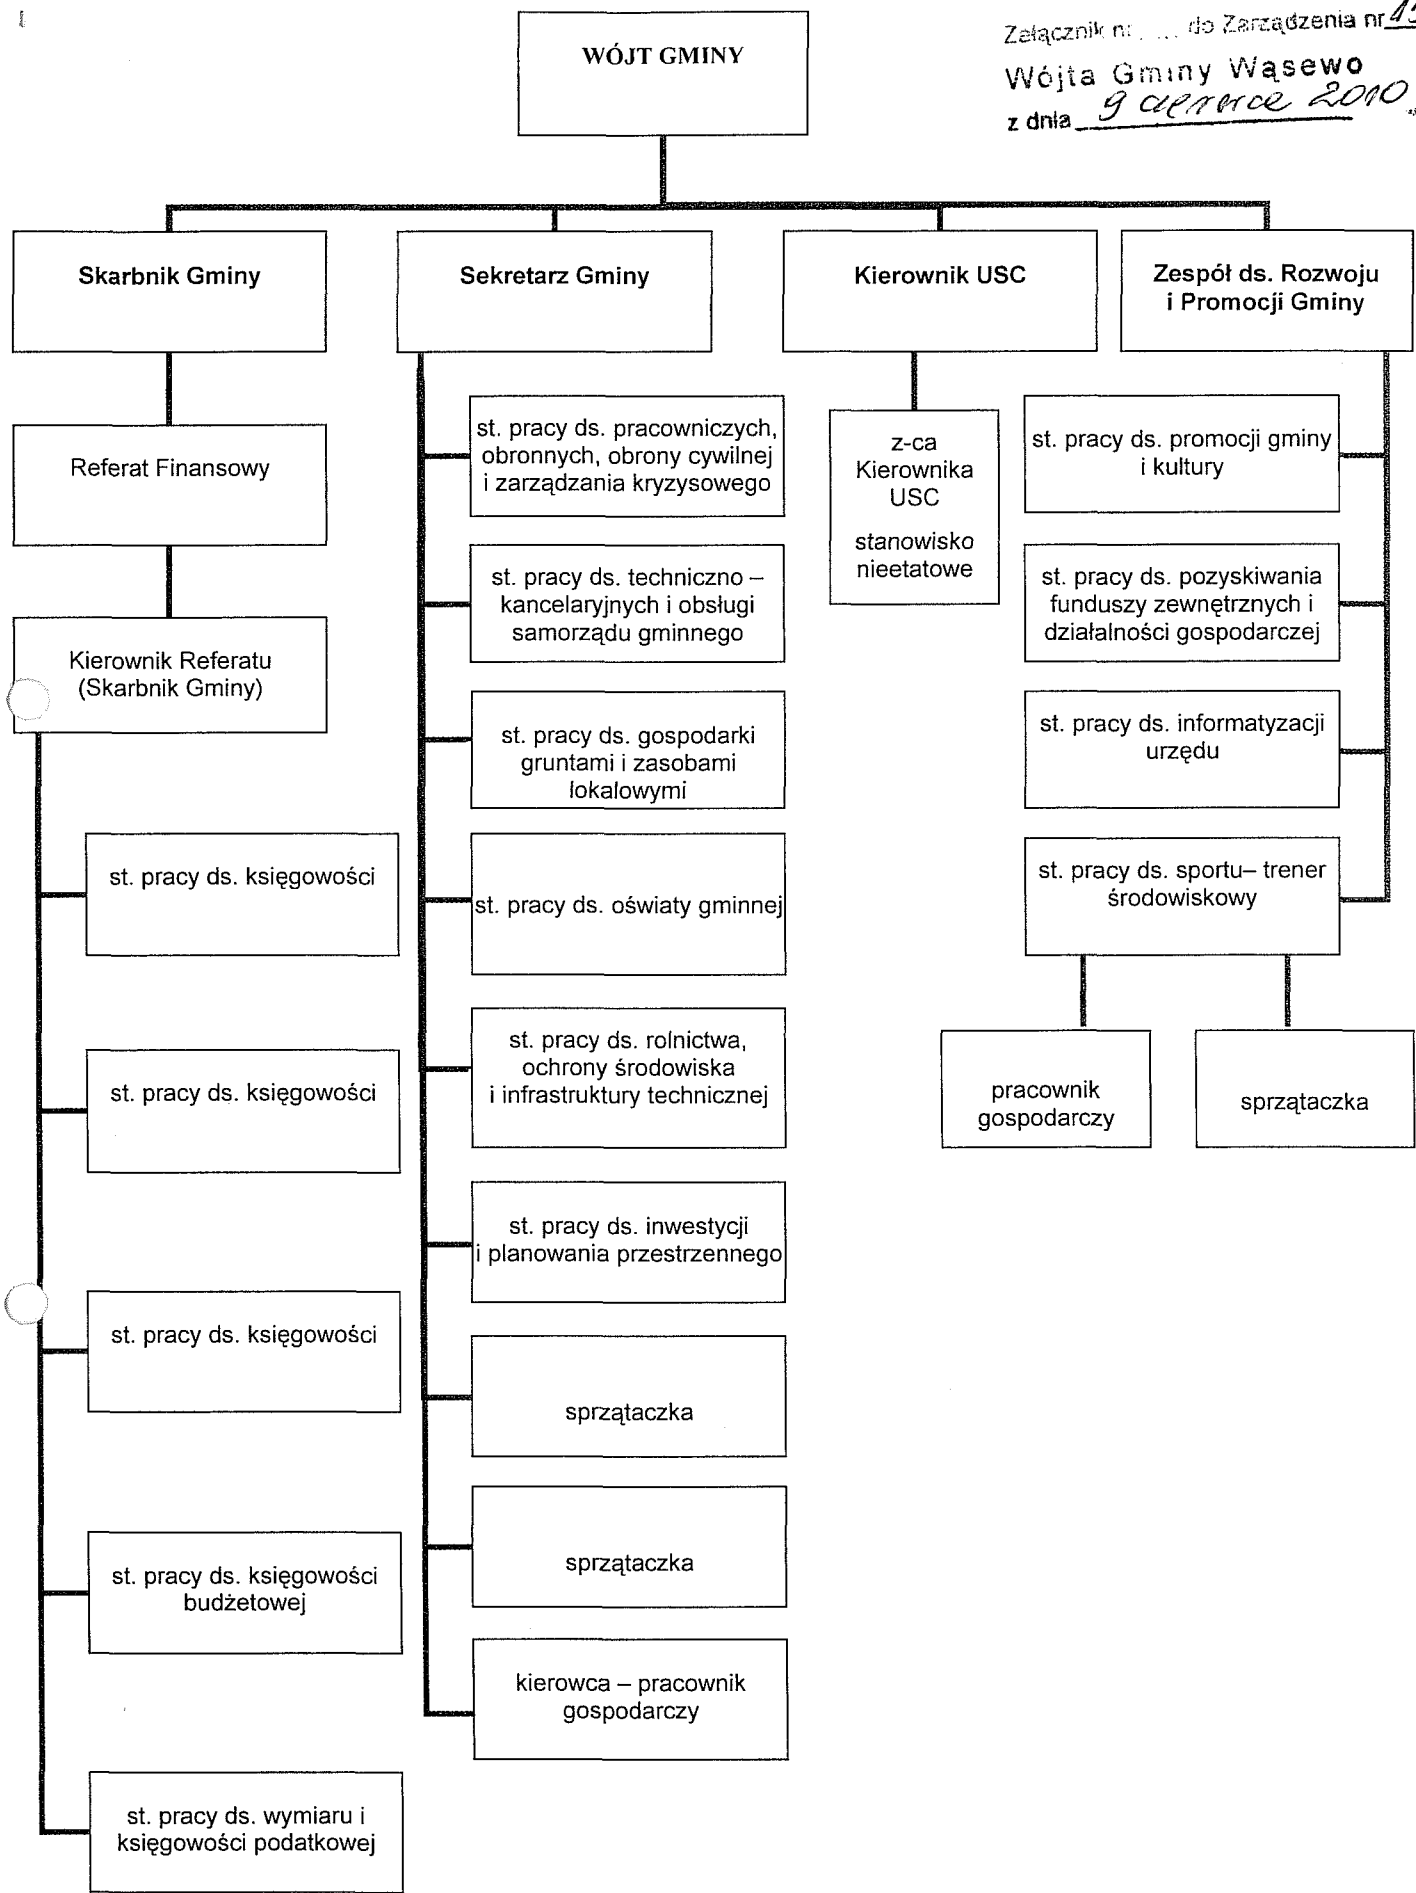 WÓJT GMINY
Załącznik nr do Zarządzenia nr
Wójta Gminy Wąsewo
z dnia 9 czerwca 2010
Skarbnik Gminy
Referat Finansowy
Kierownik Referatu
(Skarbnik Gminy)
st. pracy ds. księgowości
st. pracy ds. księgowości
st. pracy ds. księgowości
st. pracy ds. księgowości
budżetowej
st. pracy ds. wymiaru i
księgowości podatkowej
Sekretarz Gminy
st. pracy ds. pracowniczych,
obronnych, obrony cywilnej
i zarządzania kryzysowego
st. pracy ds. techniczno –
kancelaryjnych i obsługi
samorządu gminnego
st. pracy ds. gospodarki
gruntami i zasobami
lokalowymi
st. pracy ds. oświaty gminnej
st. pracy ds. rolnictwa,
ochrony środowiska
i infrastruktury technicznej
st. pracy ds. inwestycji
i planowania przestrzennego
sprzątaczka
sprzątaczka
kierowca – pracownik
gospodarczy
Kierownik USC
z-ca
Kierownika
USC
stanowisko
nieetatowe
Zespół ds. Rozwoju
i Promocji Gminy
st. pracy ds. promocji gminy
i kultury
st. pracy ds. pozyskiwania
funduszy zewnętrznych i
działalności gospodarczej
st. pracy ds. informatyzacji
urzędu
st. pracy ds. sportu– trener
środowiskowy
pracownik
gospodarczy
sprzątaczka